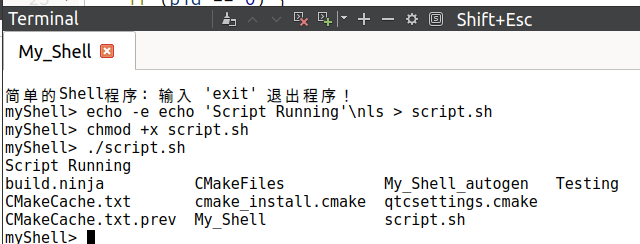 Terminal
Shift+Esc
My_Shell
简单的Shell程序: 输入 'exit' 退出程序!
myShell> echo -e echo 'Script Running'\nls > script.sh
myShell> chmod +x script.sh
myShell> ./script.sh
Script Running
build.ninja CMakeFiles My_Shell_autogen Testing
CMakeCache.txt cmake_install.cmake qtcsettings.cmake
CMakeCache.txt.prev My_Shell script.sh
myShell>